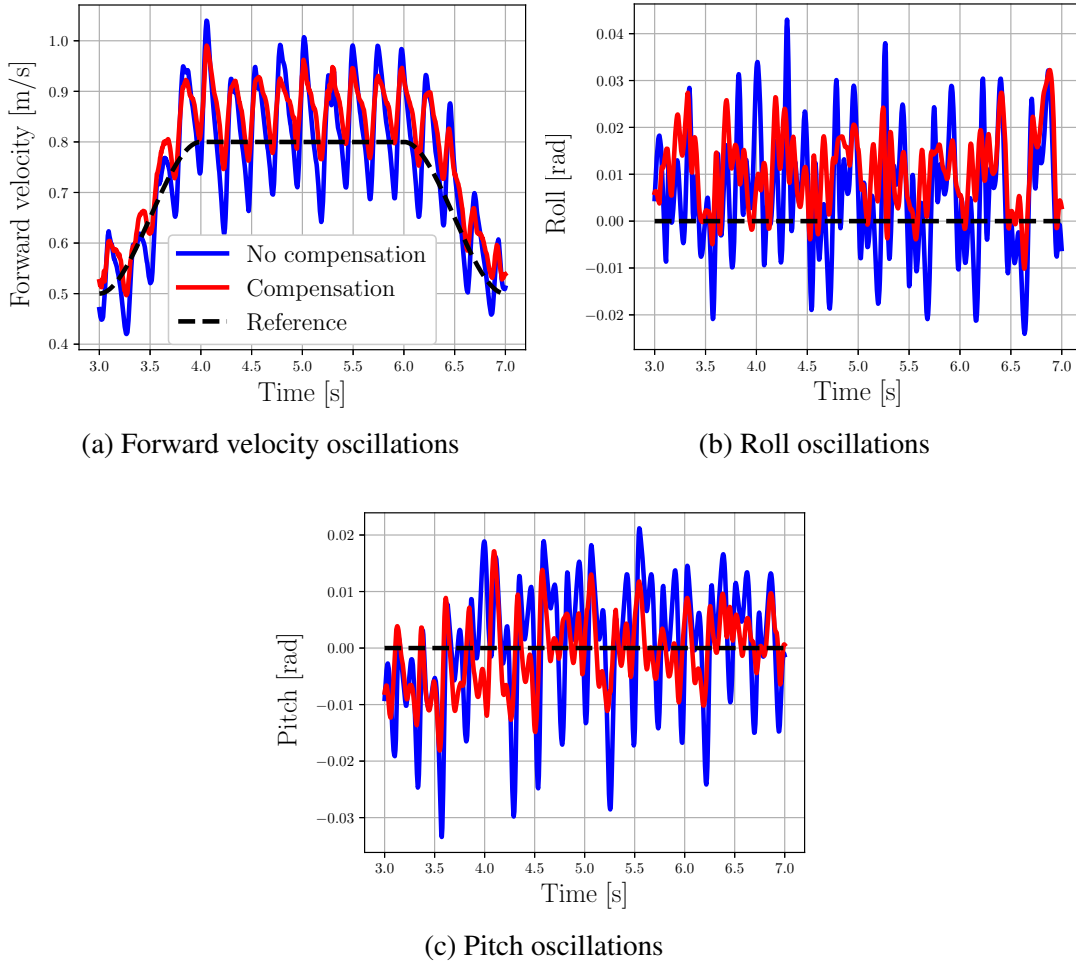 1.0
0.9
0.8
0.7
0.6
0.5
0.4
Forward velocity [m/s]
No compensation
Compensation
Reference
3.0 3.5 4.0 4.5 5.0 5.5 6.0 6.5 7.0
Time [s]
(a) Forward velocity oscillations
0.04
0.03
0.02
0.01
0.00
−0.01
−0.02
Roll [rad]
3.0 3.5 4.0 4.5 5.0 5.5 6.0 6.5 7.0
Time [s]
(b) Roll oscillations
0.02
0.01
0.00
−0.01
−0.02
−0.03
Pitch [rad]
3.0 3.5 4.0 4.5 5.0 5.5 6.0 6.5 7.0
Time [s]
(c) Pitch oscillations